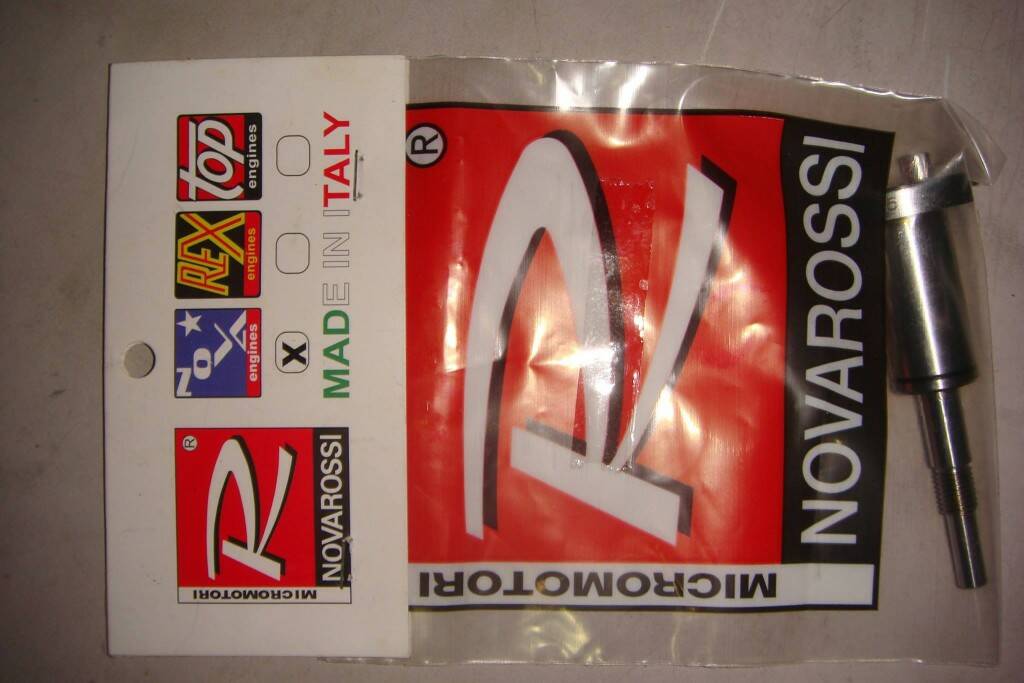 MICROMOTORI
R
®
NOVAROSSI
NOVA
engines
REX
engines
top
engines
X
MADE IN ITALY
MICROMOTORI
R
®
NOVAROSSI